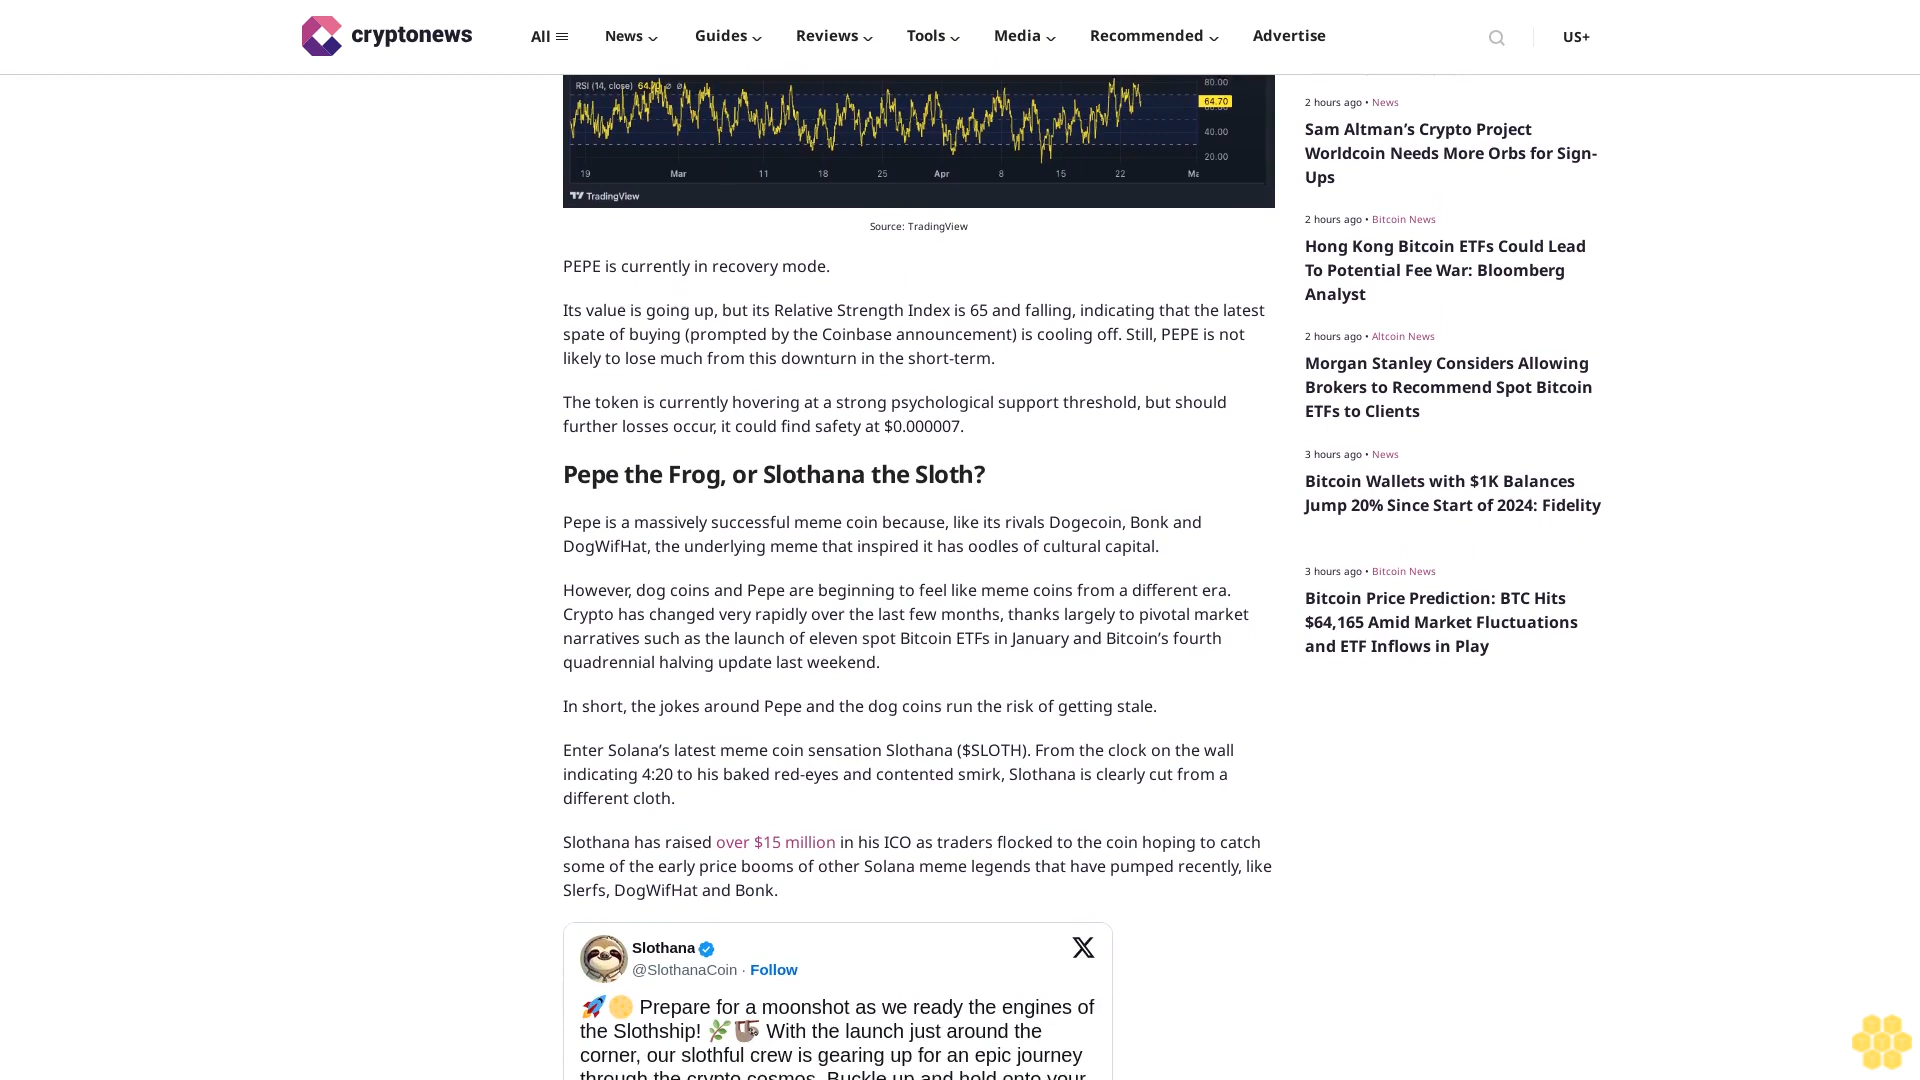 cryptonews
All
News
Guides
Reviews
Tools
Media
Recommended
Advertise
US+
RSI (14, close) 64.70 ø ø
80.00
64.70
60.00
40.00
20.00
19 Mar 11 18 25 Apr 8 15 22
TradingView
Source: TradingView
PEPE is currently in recovery mode.
Its value is going up, but its Relative Strength Index is 65 and falling, indicating that the latest
spate of buying (prompted by the Coinbase announcement) is cooling off. Still, PEPE is not
likely to lose much from this downturn in the short-term.
The token is currently hovering at a strong psychological support threshold, but should
further losses occur, it could find safety at $0.000007.
Pepe the Frog, or Slothana the Sloth?
Pepe is a massively successful meme coin because, like its rivals Dogecoin, Bonk and
DogWifHat, the underlying meme that inspired it has oodles of cultural capital.
However, dog coins and Pepe are beginning to feel like meme coins from a different era.
Crypto has changed very rapidly over the last few months, thanks largely to pivotal market
narratives such as the launch of eleven spot Bitcoin ETFs in January and Bitcoin’s fourth
quadrennial halving update last weekend.
In short, the jokes around Pepe and the dog coins run the risk of getting stale.
Enter Solana’s latest meme coin sensation Slothana ($SLOTH). From the clock on the wall
indicating 4:20 to his baked red-eyes and contented smirk, Slothana is clearly cut from a
different cloth.
Slothana has raised over $15 million in his ICO as traders flocked to the coin hoping to catch
some of the early price booms of other Solana meme legends that have pumped recently, like
Slerfs, DogWifHat and Bonk.
Slothana
@SlothanaCoin · Follow
🚀🌕 Prepare for a moonshot as we ready the engines of
the Slothship! 🌿🦥 With the launch just around the
corner, our slothful crew is gearing up for an epic journey
through the crypto cosmos. Buckle up and hold onto your
2 hours ago • News
Sam Altman’s Crypto Project
Worldcoin Needs More Orbs for Sign-
Ups
2 hours ago • Bitcoin News
Hong Kong Bitcoin ETFs Could Lead
To Potential Fee War: Bloomberg
Analyst
2 hours ago • Altcoin News
Morgan Stanley Considers Allowing
Brokers to Recommend Spot Bitcoin
ETFs to Clients
3 hours ago • News
Bitcoin Wallets with $1K Balances
Jump 20% Since Start of 2024: Fidelity
3 hours ago • Bitcoin News
Bitcoin Price Prediction: BTC Hits
$64,165 Amid Market Fluctuations
and ETF Inflows in Play